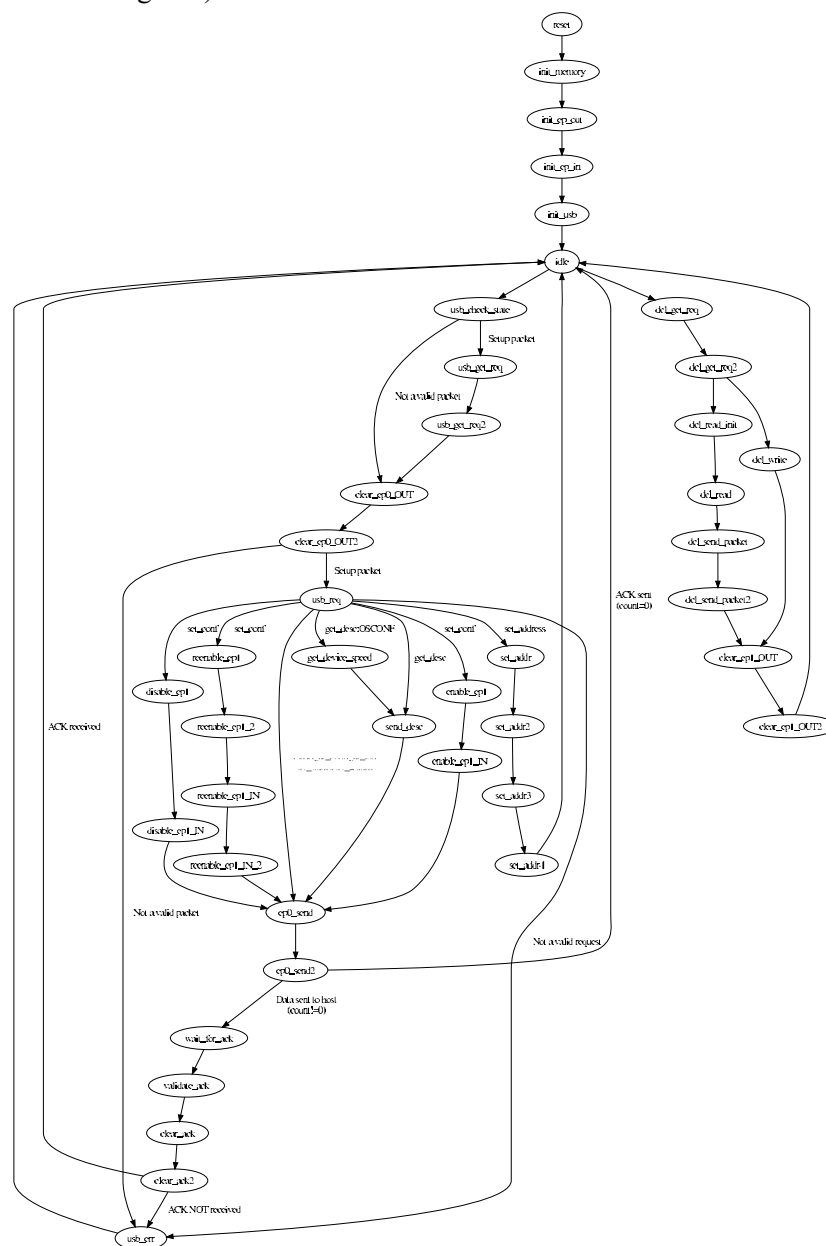 reset
init_memory
init_ep_out
init_ep_in
init_usb
idle
usb_check_state
dcl_get_req
Setup packet
usb_get_req
dcl_get_req2
Not a valid packet
usb_get_req2
dcl_read_init
dcl_write
clear_ep0_OUT
dcl_read
clear_ep0_OUT2
dcl_send_packet
Setup packet
usb_req
dcl_send_packet2
ACK sent
(count=0)
set_conf
set_conf
get_desc:OSCONF
get_desc
set_conf
set_address
reenable_ep1
get_device_speed
set_addr
clear_ep1_OUT
disable_ep1
enable_ep1
ACK received
reenable_ep1_2
send_desc
set_addr2
clear_ep1_OUT2
enable_ep1_IN
reenable_ep1_IN
set_addr3
disable_ep1_IN
reenable_ep1_IN_2
set_addr4
Not a valid packet
ep0_send
Not a valid request
ep0_send2
Data sent to host
(count!=0)
wait_for_ack
validate_ack
clear_ack
clear_ack2
ACK NOT received
usb_err